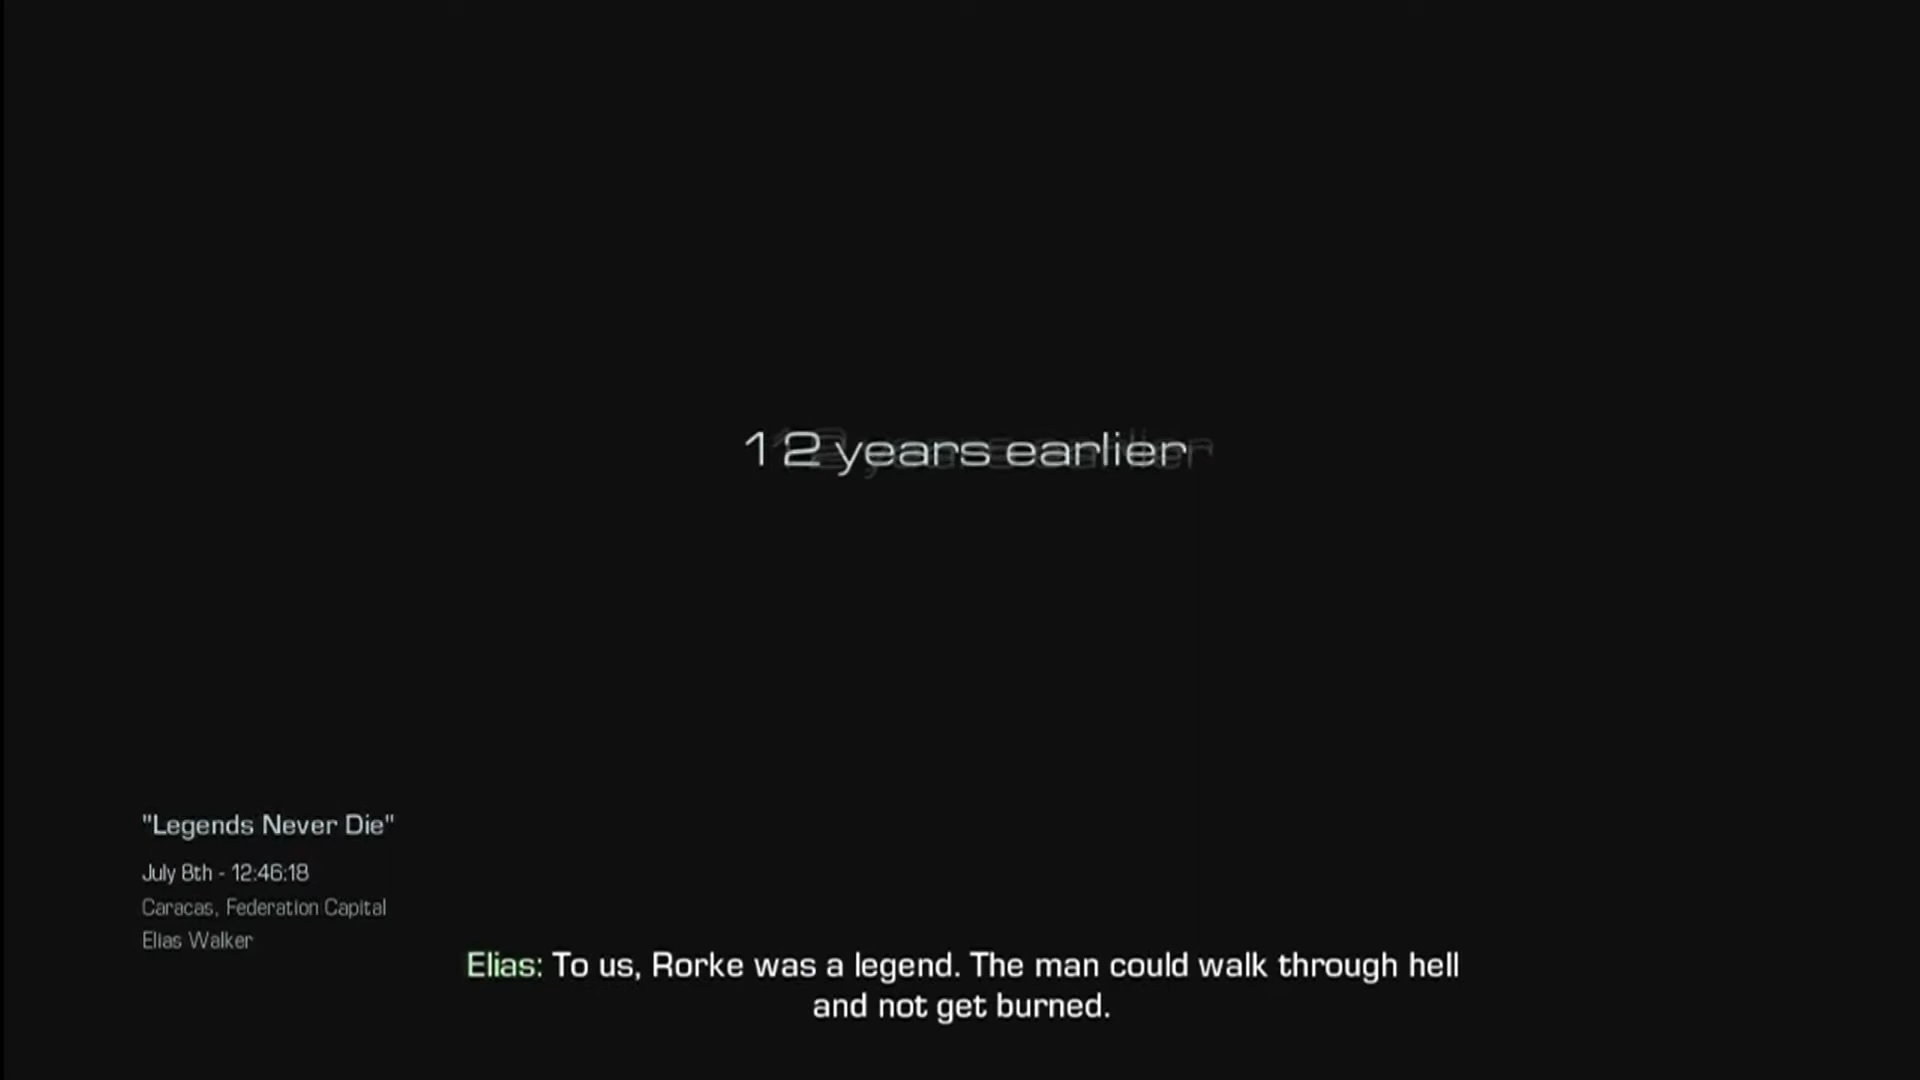 12 years earlier
"Legends Never Die"
July 8th - 12:46:18
Caracas, Federation Capital
Elias Walker
Elias: To us, Rorke was a legend. The man could walk through hell
and not get burned.